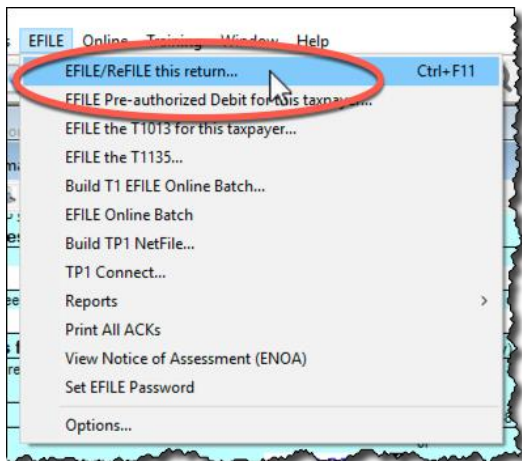 EFILE Online Training Window Help
EFILE/ReFILE this return... Ctrl+F11
EFILE Pre-authorized Debit for this taxpayer...
EFILE the T1013 for this taxpayer...
EFILE the T1135...
Build T1 EFILE Online Batch...
EFILE Online Batch
Build TP1 NetFile...
TP1 Connect...
Reports >
Print All ACKs
View Notice of Assessment (ENOA)
Set EFILE Password
Options...